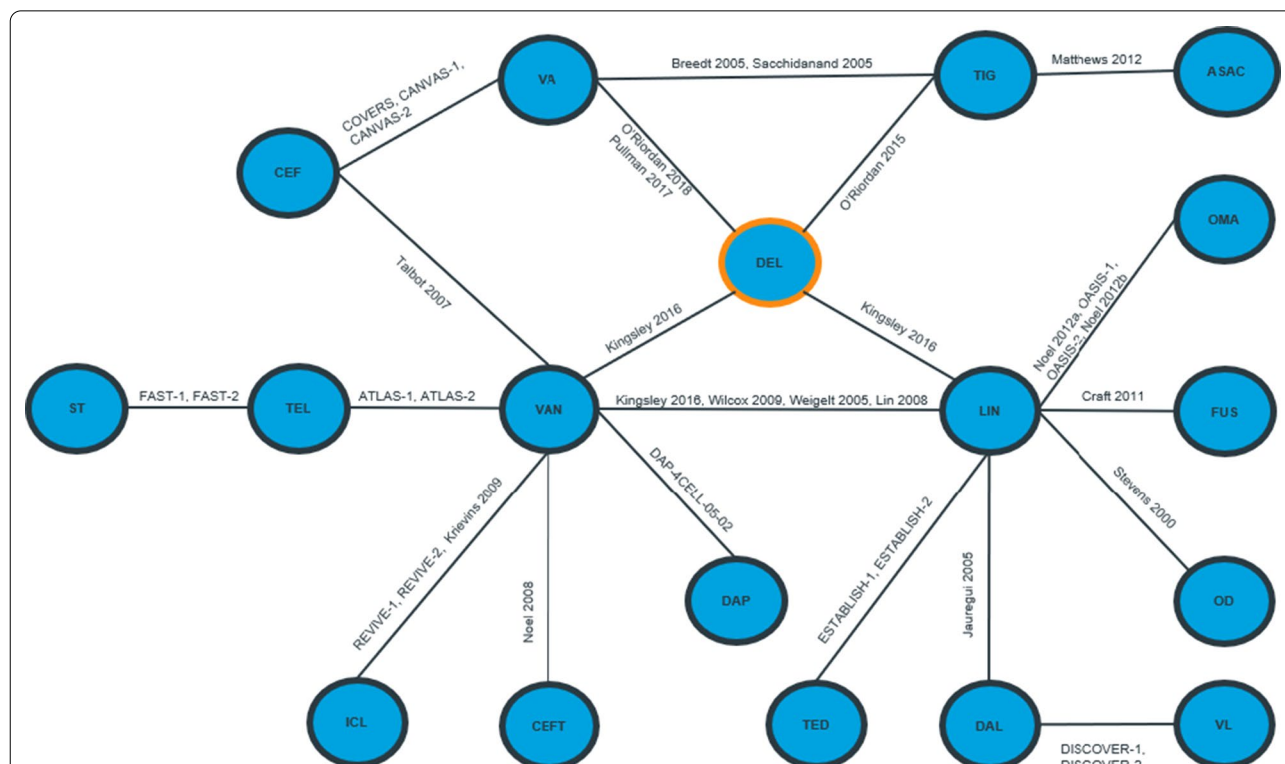 Breedt 2005, Sacchidanand 2005
Matthews 2012
VA
TIG
ASAC
COVERS, CANVAS-1,
CANVAS-2
O'Riordan 2018
Pullman 2017
O'Riordan 2015
CEF
OMA
DEL
Talbot 2007
Kingsley 2016
Kingsley 2016
Noel 2012a, OASIS-1,
OASIS-2, Noel 2012b
FAST-1, FAST-2
ATLAS-1, ATLAS-2
Kingsley 2016, Wilcox 2009, Weigelt 2005, Lin 2008
Craft 2011
ST
TEL
VAN
LIN
FUS
DAP-4CELL-05-02
Stevens 2000
REVIVE-1, REVIVE-2, Krievins 2009
Noel 2008
ESTABLISH-1, ESTABLISH-2
Jauregui 2005
DAP
OD
ICL
CEFT
TED
DAL
VL
DISCOVER-1,
DISCOVER-2